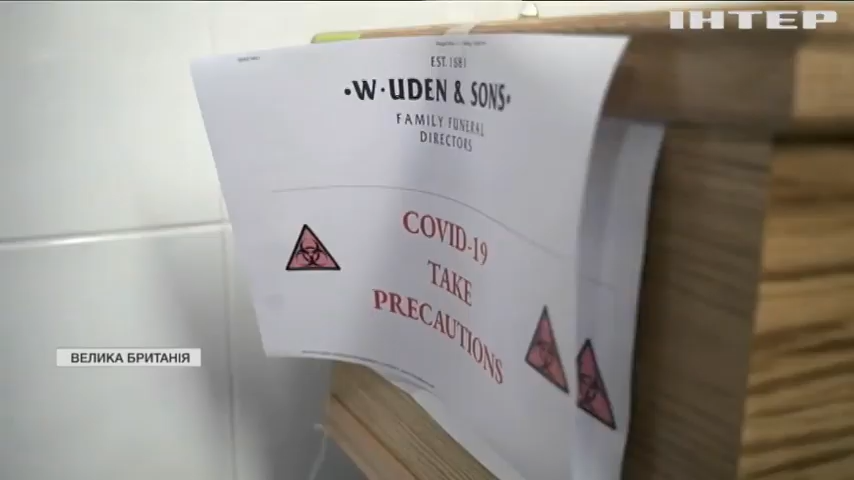 ІНТЕР
EST. 1881
·W·UDEN & SONS·
FAMILY FUNERAL
DIRECTORS
COVID-19
TAKE
PRECAUTIONS
ВЕЛИКА БРИТАНІЯ